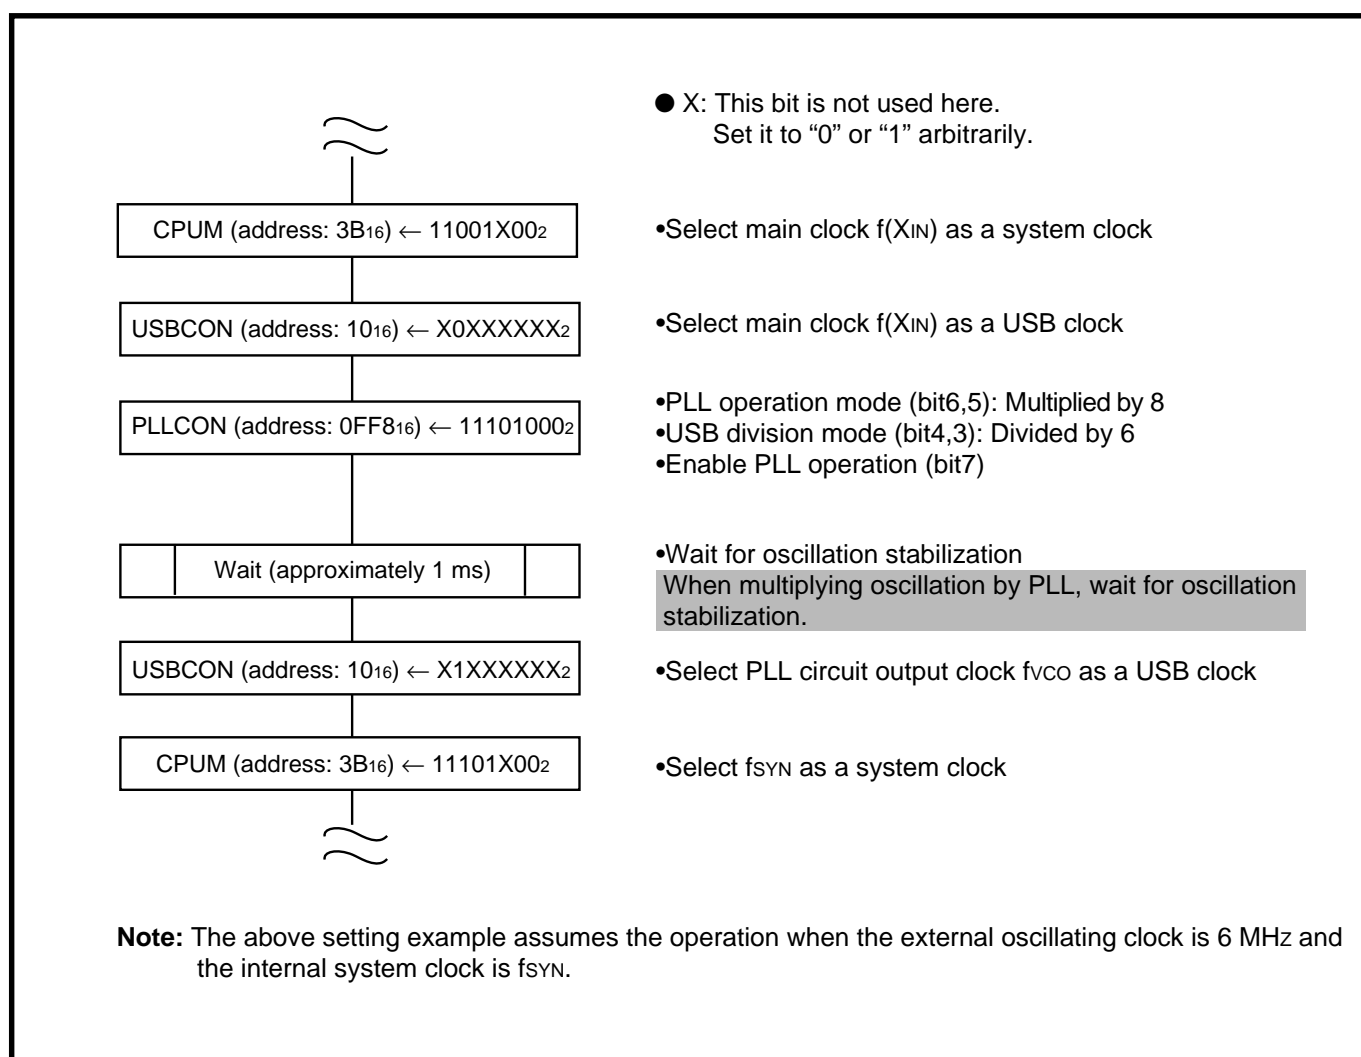 ● X: This bit is not used here.
Set it to “0” or “1” arbitrarily.
CPUM (address: 3B16) ← 11001X002
•Select main clock f(XIN) as a system clock
USBCON (address: 1016) ← X0XXXXXX2
•Select main clock f(XIN) as a USB clock
PLLCON (address: 0FF816) ← 111010002
•PLL operation mode (bit6,5): Multiplied by 8
•USB division mode (bit4,3): Divided by 6
•Enable PLL operation (bit7)
Wait (approximately 1 ms)
•Wait for oscillation stabilization
When multiplying oscillation by PLL, wait for oscillation
stabilization.
USBCON (address: 1016) ← X1XXXXXX2
•Select PLL circuit output clock fVCO as a USB clock
CPUM (address: 3B16) ← 11101X002
•Select fSYN as a system clock
Note: The above setting example assumes the operation when the external oscillating clock is 6 MHz and
the internal system clock is fSYN.